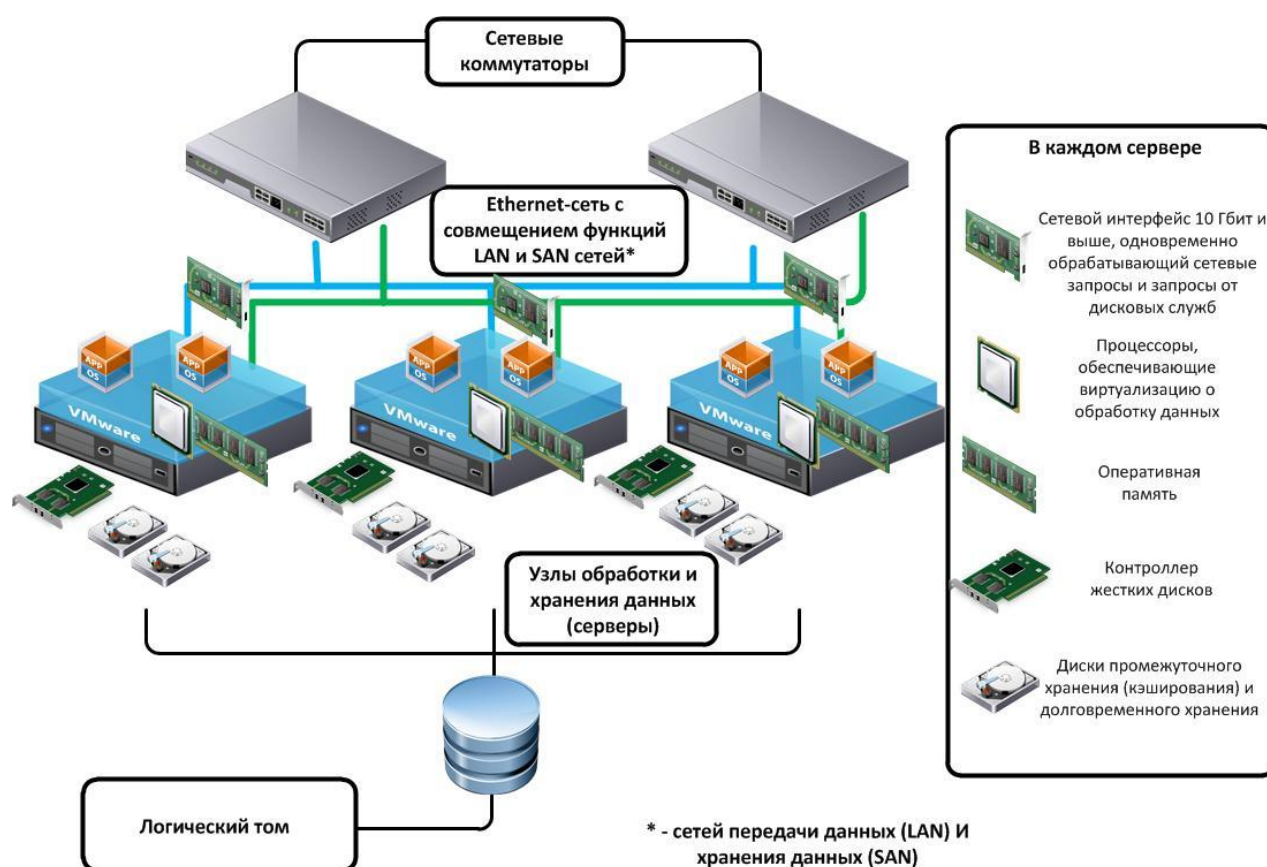 Сетевые
коммутаторы
Ethernet-сеть с
совмещением функций
LAN и SAN сетей*
APP
OS
APP
OS
APP
OS
APP
OS
APP
OS
APP
OS
VMware
VMware
VMware
Узлы обработки и
хранения данных
(серверы)
Логический том
* - сетей передачи данных (LAN) И
хранения данных (SAN)
В каждом сервере
Сетевой интерфейс 10 Гбит и
выше, одновременно
обрабатывающий сетевые
запросы и запросы от
дисковых служб
Процессоры,
обеспечивающие
виртуализацию о
обработку данных
Оперативная
память
Контроллер
жестких дисков
Диски промежуточного
хранения (кэширования) и
долговременного хранения